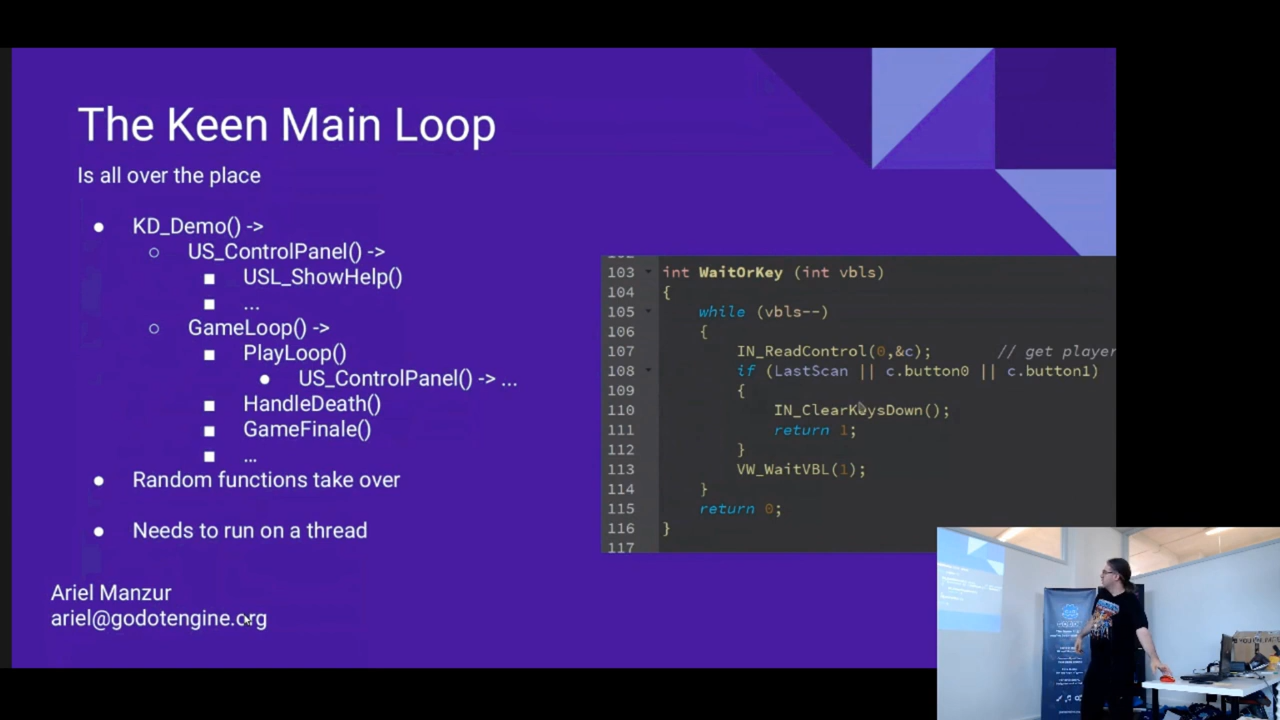 The Keen Main Loop
Is all over the place
● KD_Demo() ->
○ US_ControlPanel() ->
■ USL_ShowHelp()
■ ...
○ GameLoop() ->
■ PlayLoop()
● US_ControlPanel() -> ...
■ HandleDeath()
■ GameFinale()
■ ...
● Random functions take over
● Needs to run on a thread
Ariel Manzur
ariel@godotengine.org
103 int WaitOrKey (int vbls)
104 {
105 while (vbls--)
106 {
107 IN_ReadControl(0,&c); // get player
108 if (LastScan || c.button0 || c.button1)
109 {
110 IN_ClearKeysDown();
111 return 1;
112 }
113 VW_WaitVBL(1);
114 }
115 return 0;
116 }
117